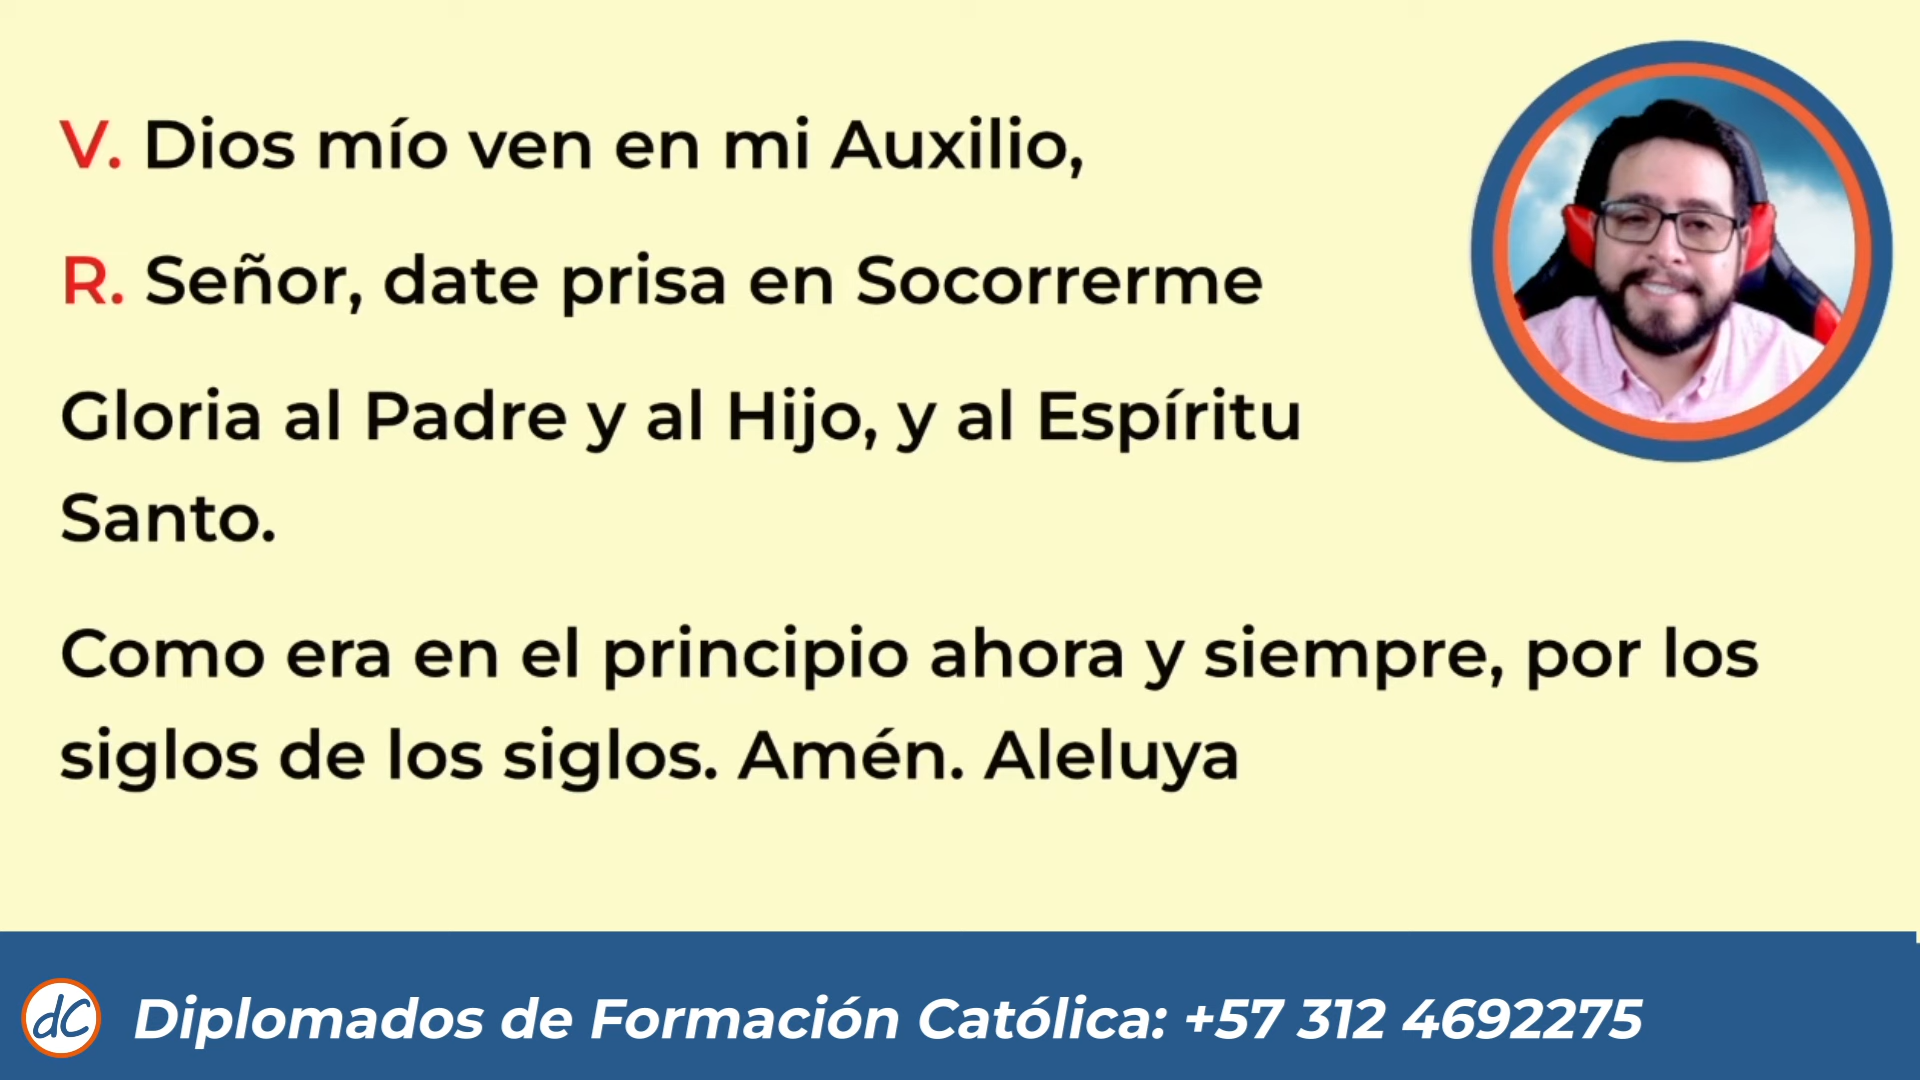 V. Dios mío ven en mi Auxilio,
R. Señor, date prisa en Socorrerme
Gloria al Padre y al Hijo, y al Espíritu
Santo.
Como era en el principio ahora y siempre, por los
siglos de los siglos. Amén. Aleluya
dC Diplomados de Formación Católica: +57 312 4692275